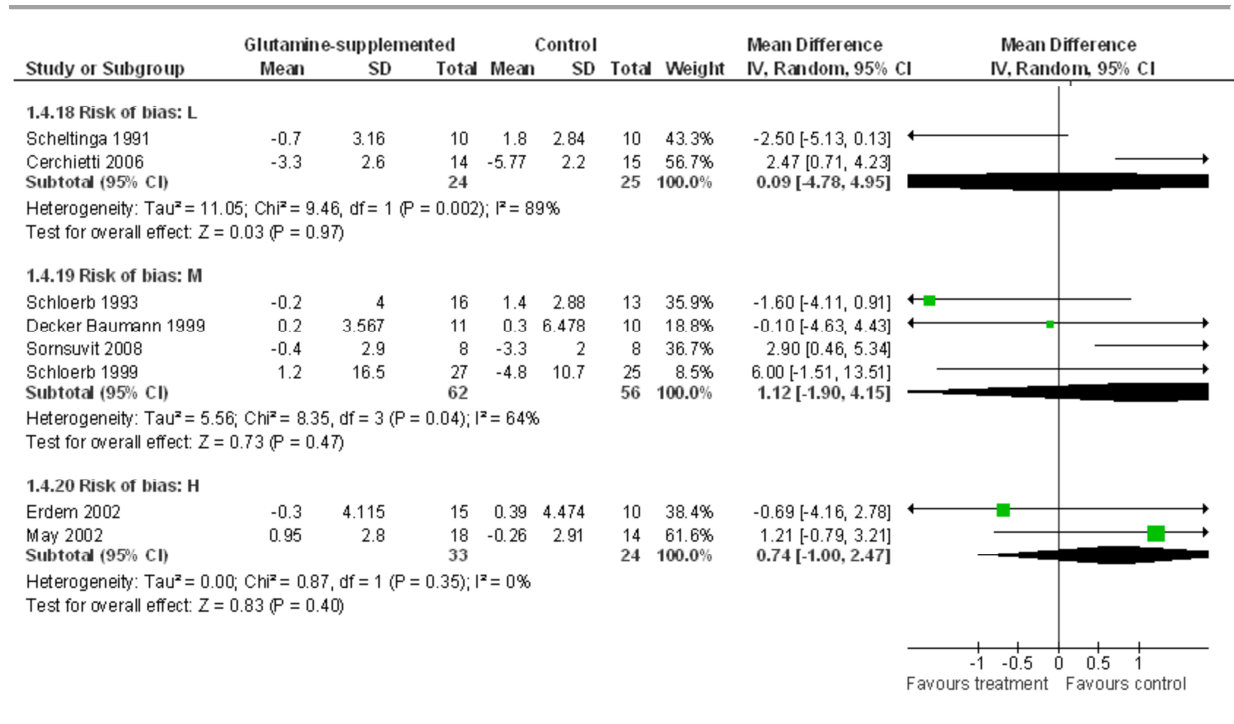 Glutamine-supplemented Control Mean Difference Mean Difference
Study or Subgroup Mean SD Total Mean SD Total Weight IV, Random, 95% CI IV, Random, 95% CI
1.4.18 Risk of bias: L
Scheltinga 1991 -0.7 3.16 10 1.8 2.84 10 43.3% -2.50 [-5.13, 0.13]
Cerchietti 2006 -3.3 2.6 14 -5.77 2.2 15 56.7% 2.47 [0.71, 4.23]
Subtotal (95% CI) 24 25 100.0% 0.09 [-4.78, 4.95]
Heterogeneity: Tau² = 11.05; Chi² = 9.46, df = 1 (P = 0.002); I² = 89%
Test for overall effect: Z = 0.03 (P = 0.97)
1.4.19 Risk of bias: M
Schloerb 1993 -0.2 4 16 1.4 2.88 13 35.9% -1.60 [-4.11, 0.91]
Decker Baumann 1999 0.2 3.567 11 0.3 6.478 10 18.8% -0.10 [-4.63, 4.43]
Sornsuvit 2008 -0.4 2.9 8 -3.3 2 8 36.7% 2.90 [0.46, 5.34]
Schloerb 1999 1.2 16.5 27 -4.8 10.7 25 8.5% 6.00 [-1.51, 13.51]
Subtotal (95% CI) 62 56 100.0% 1.12 [-1.90, 4.15]
Heterogeneity: Tau² = 5.56; Chi² = 8.35, df = 3 (P = 0.04); I² = 64%
Test for overall effect: Z = 0.73 (P = 0.47)
1.4.20 Risk of bias: H
Erdem 2002 -0.3 4.115 15 0.39 4.474 10 38.4% -0.69 [-4.16, 2.78]
May 2002 0.95 2.8 18 -0.26 2.91 14 61.6% 1.21 [-0.79, 3.21]
Subtotal (95% CI) 33 24 100.0% 0.74 [-1.00, 2.47]
Heterogeneity: Tau² = 0.00; Chi² = 0.87, df = 1 (P = 0.35); I² = 0%
Test for overall effect: Z = 0.83 (P = 0.40)
-1 -0.5 0 0.5 1
Favours treatment Favours control